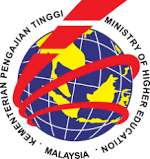 KEMENTERIAN PENGAJIAN TINGGI
MINISTRY OF HIGHER EDUCATION
· MALAYSIA ·